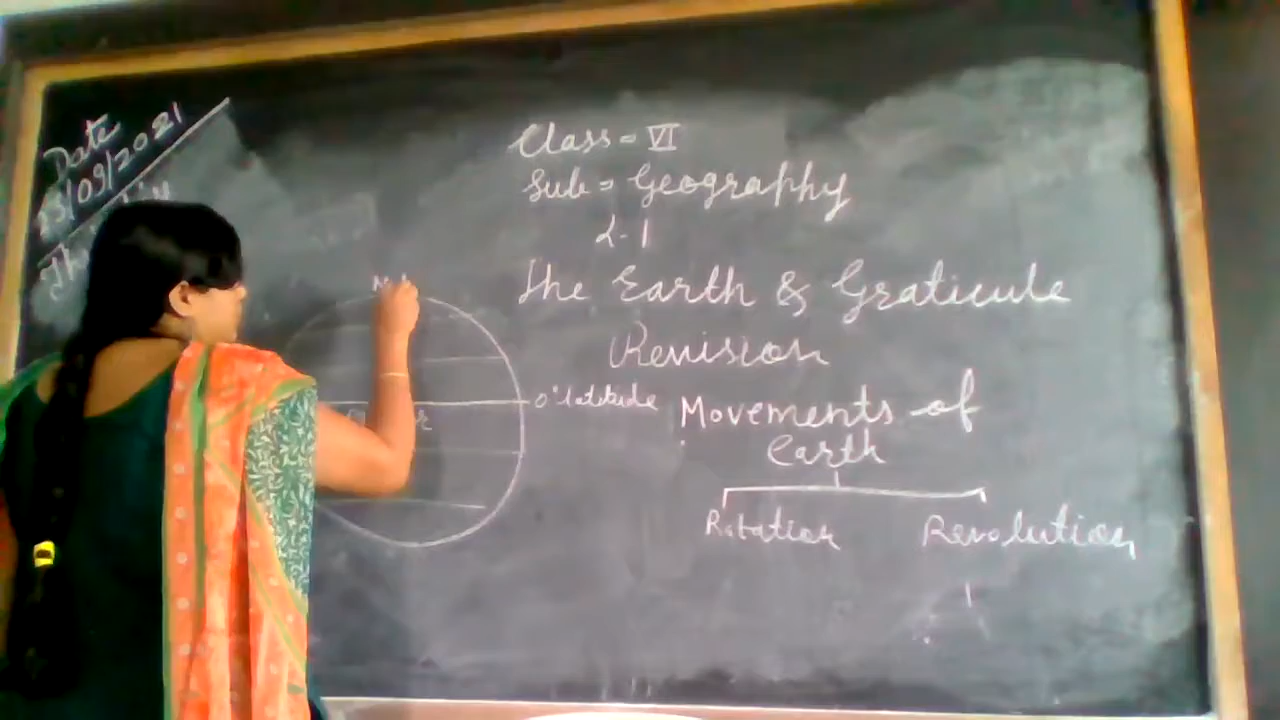 Date
13/09/2021
Class = VI
Sub = Geography
L-1
The Earth & Graticule
Revision
0° latitude
Movements of
Earth
Rotation Revolution